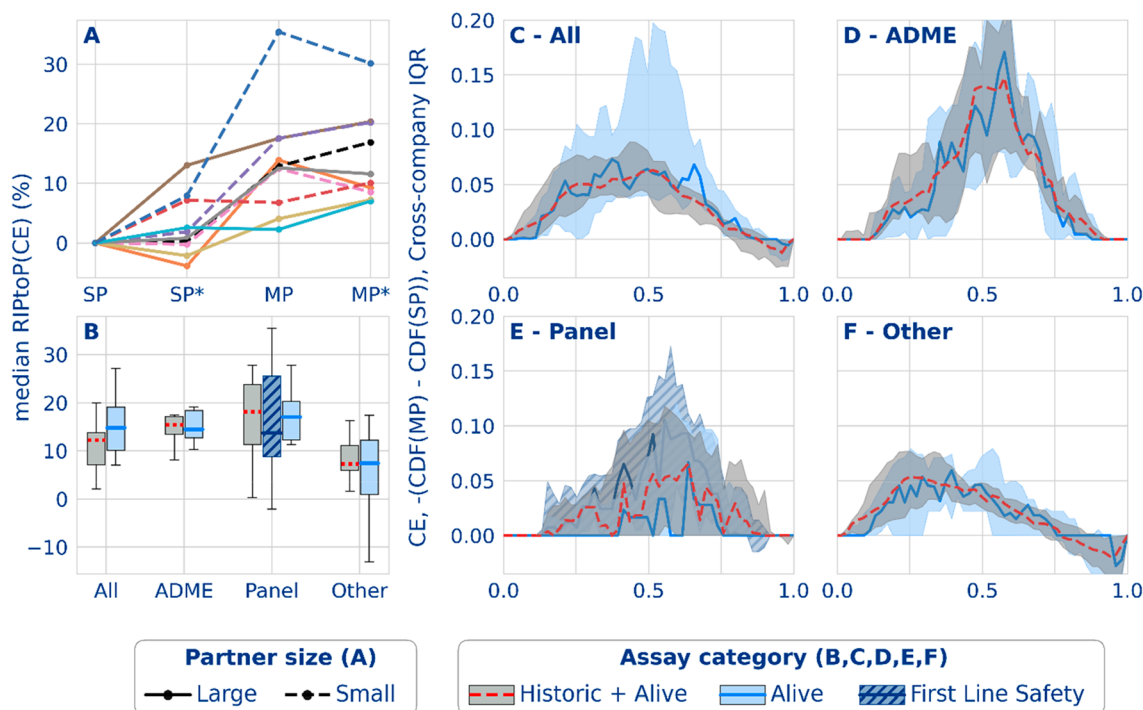 median RIPtoP(CE) (%)
A
30
20
10
0
SP SP* MP MP*
B
30
20
10
0
−10
All ADME Panel Other
CE, -(CDF(MP) - CDF(SP)), Cross-company IQR
C - All
0.20
0.15
0.10
0.05
0.00
0.0 0.5 1.0
D - ADME
0.0 0.5 1.0
E - Panel
0.20
0.15
0.10
0.05
0.00
0.0 0.5 1.0
F - Other
0.0 0.5 1.0
Partner size (A)
Large Small
Assay category (B,C,D,E,F)
Historic + Alive Alive First Line Safety